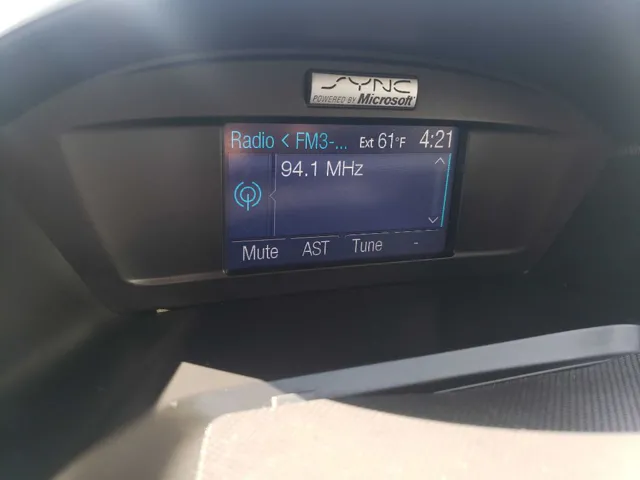 SYNC
POWERED BY Microsoft
Radio < FM3-... Ext 61°F 4:21
94.1 MHz
Mute AST Tune -